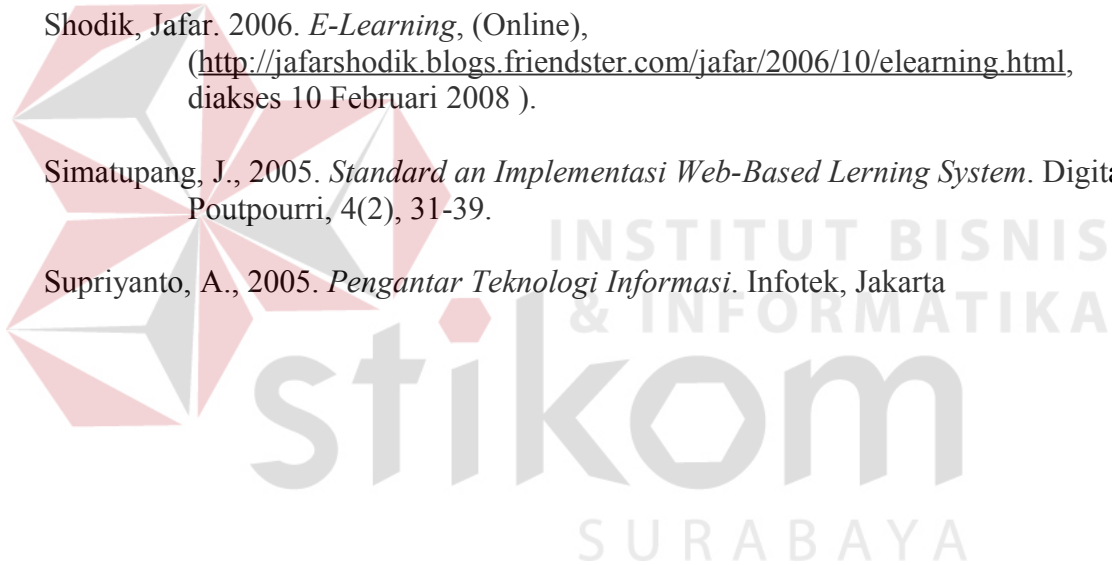 Shodik, Jafar. 2006. E-Learning, (Online),
(http://jafarshodik.blogs.friendster.com/jafar/2006/10/elearning.html,
diakses 10 Februari 2008 ).
Simatupang, J., 2005. Standard an Implementasi Web-Based Lerning System. Digita
Poutpourri, 4(2), 31-39.
Supriyanto, A., 2005. Pengantar Teknologi Informasi. Infotek, Jakarta
INSTITUT BISNIS
& INFORMATIKA
stikom
SURABAYA